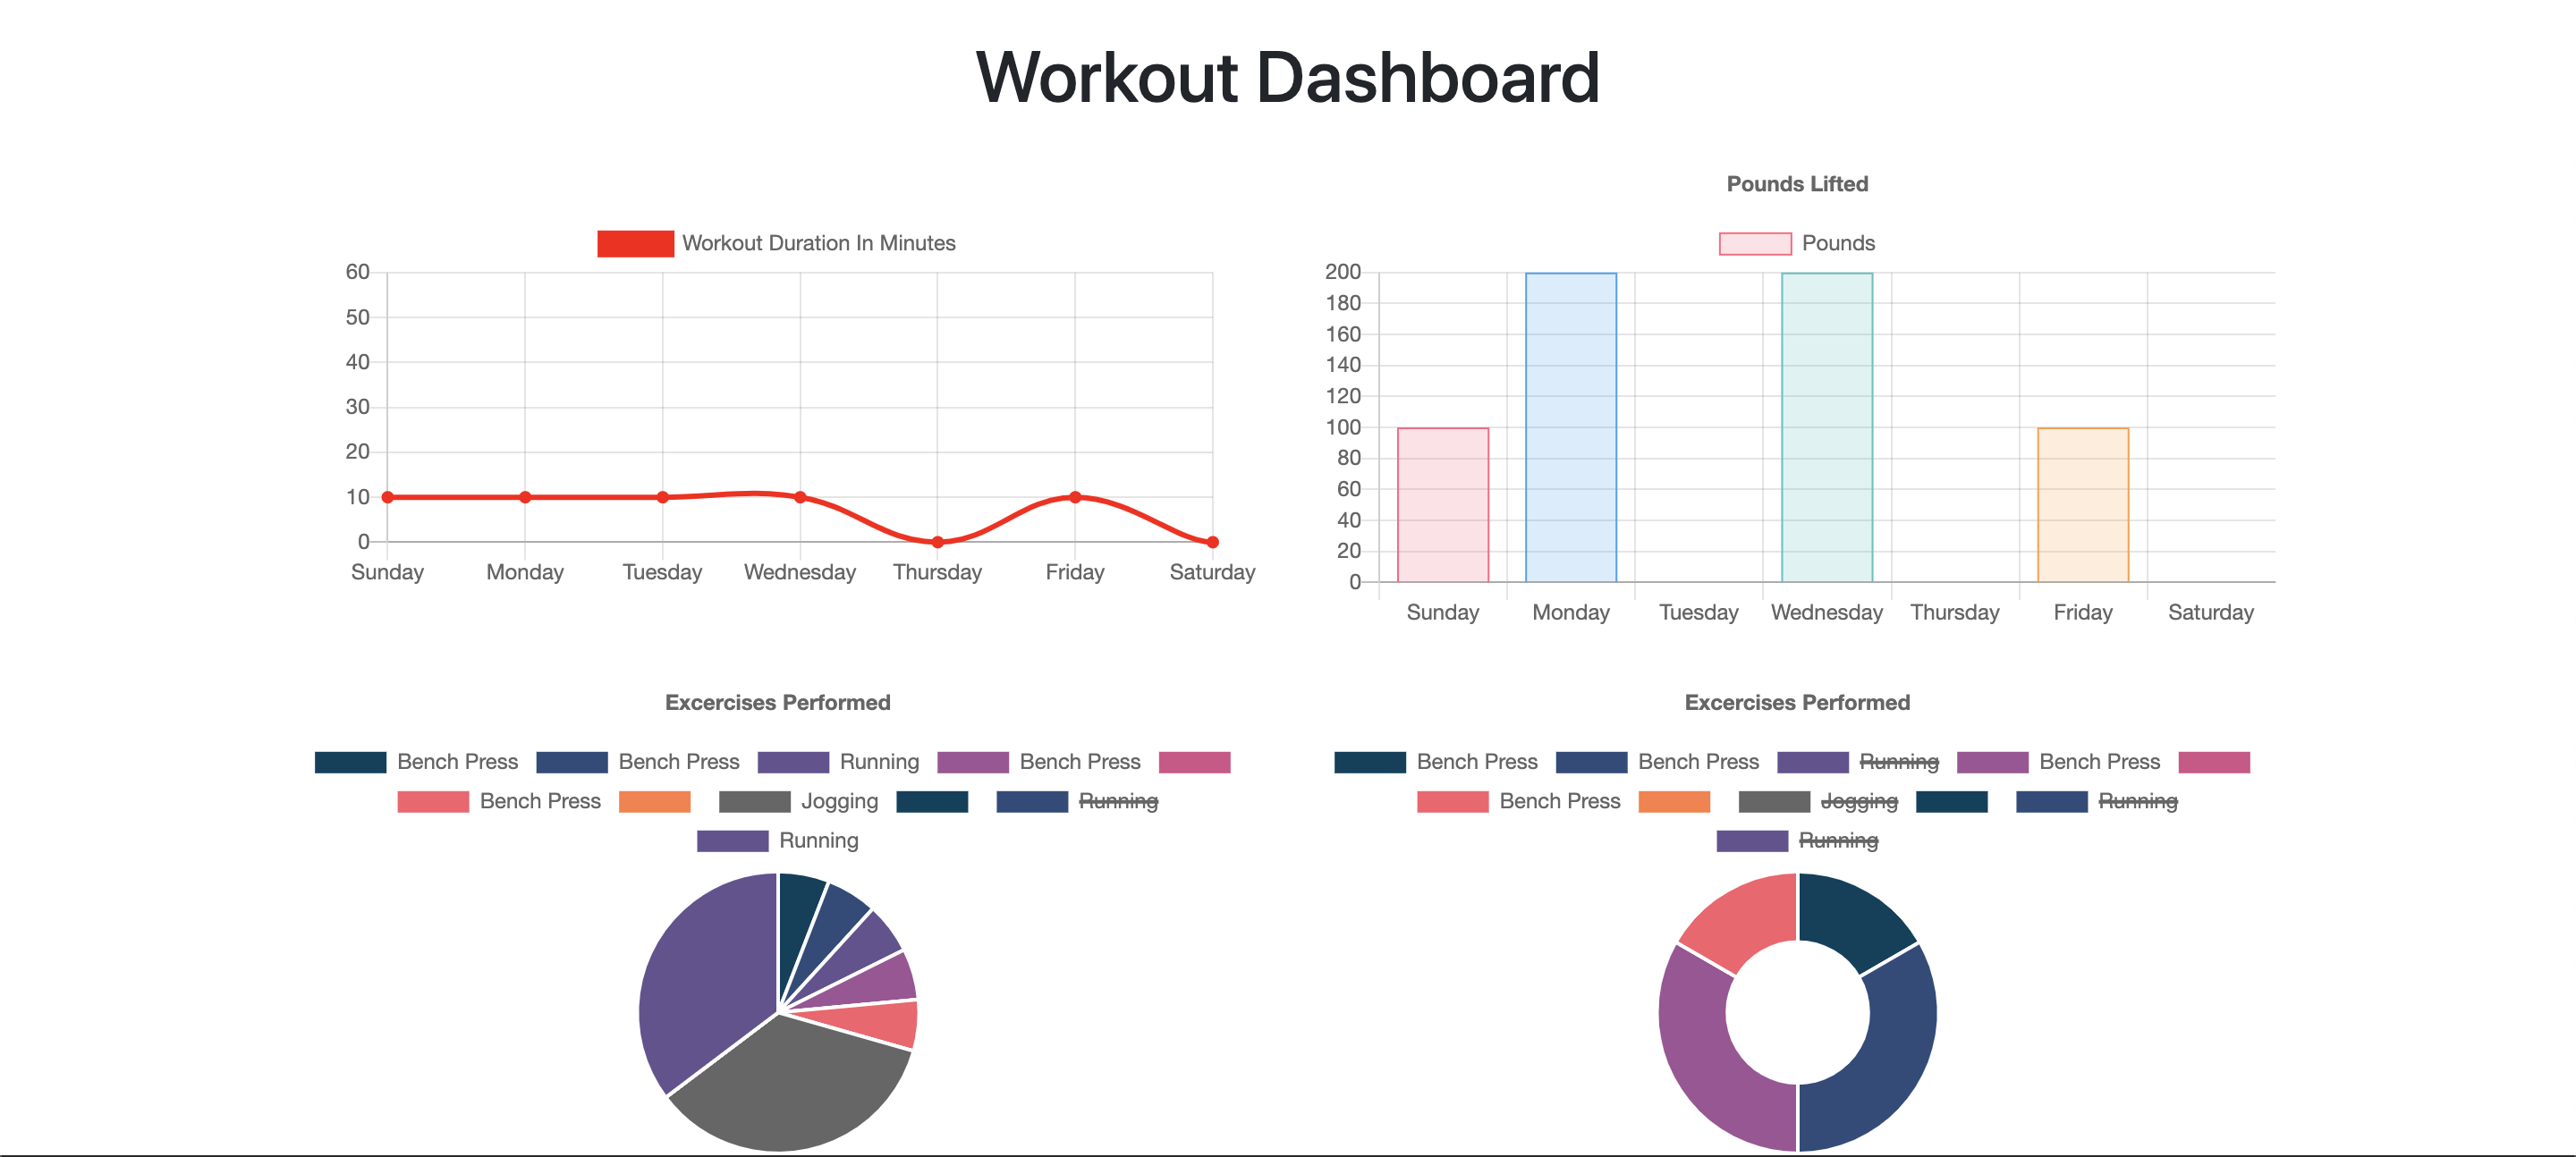 Workout Dashboard
Workout Duration In Minutes
60
50
40
30
20
10
0
Sunday Monday Tuesday Wednesday Thursday Friday Saturday
Pounds Lifted
Pounds
200
180
160
140
120
100
80
60
40
20
0
Sunday Monday Tuesday Wednesday Thursday Friday Saturday
Excercises Performed
Bench Press Bench Press Running Bench Press
Bench Press Jogging Running
Running
Excercises Performed
Bench Press Bench Press Running Bench Press
Bench Press Jogging Running
Running